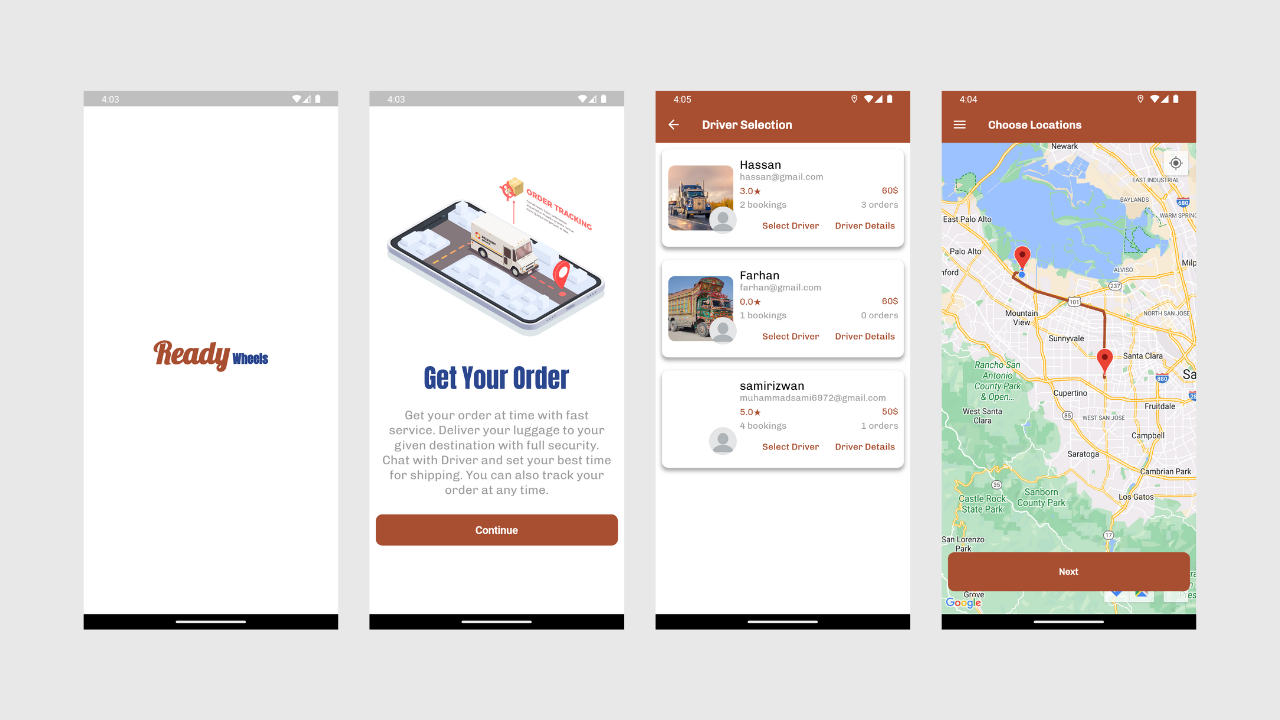 4:03
Ready Wheels
4:03
ORDER TRACKING
Get Your Order
Get your order at time with fast
service. Deliver your luggage to your
given destination with full security.
Chat with Driver and set your best time
for shipping. You can also track your
order at any time.
Continue
4:05
Driver Selection
Hassan
hassan@gmail.com
3.0★ 60$
2 bookings 3 orders
Select Driver Driver Details
Farhan
farhan@gmail.com
0.0★ 60$
1 bookings 0 orders
Select Driver Driver Details
samirizwan
muhammadsami6972@gmail.com
5.0★ 50$
4 bookings 1 orders
Select Driver Driver Details
4:04
Choose Locations
Newark
EAST INDUSTRIAL
BAYLANDS
680
WARM SPRING
East Palo Alto
Palo Alto
nford
Milp
ALVISO
237
101
Mountain
View
NORTH SAN JOSE
Sunnyvale
Santa Clara
Rancho San
Antonio
County Park
& Open...
280
Sa
Cupertino
Fruitdale
West Santa
Clara
85
WEST SAN JOSE
Campbell
Saratoga
Cambrian Park
35
Castle Rock
State Park
Sanborn
County Park
Los Gatos
17
San Lorenzo
Park
Next
Grove
Google